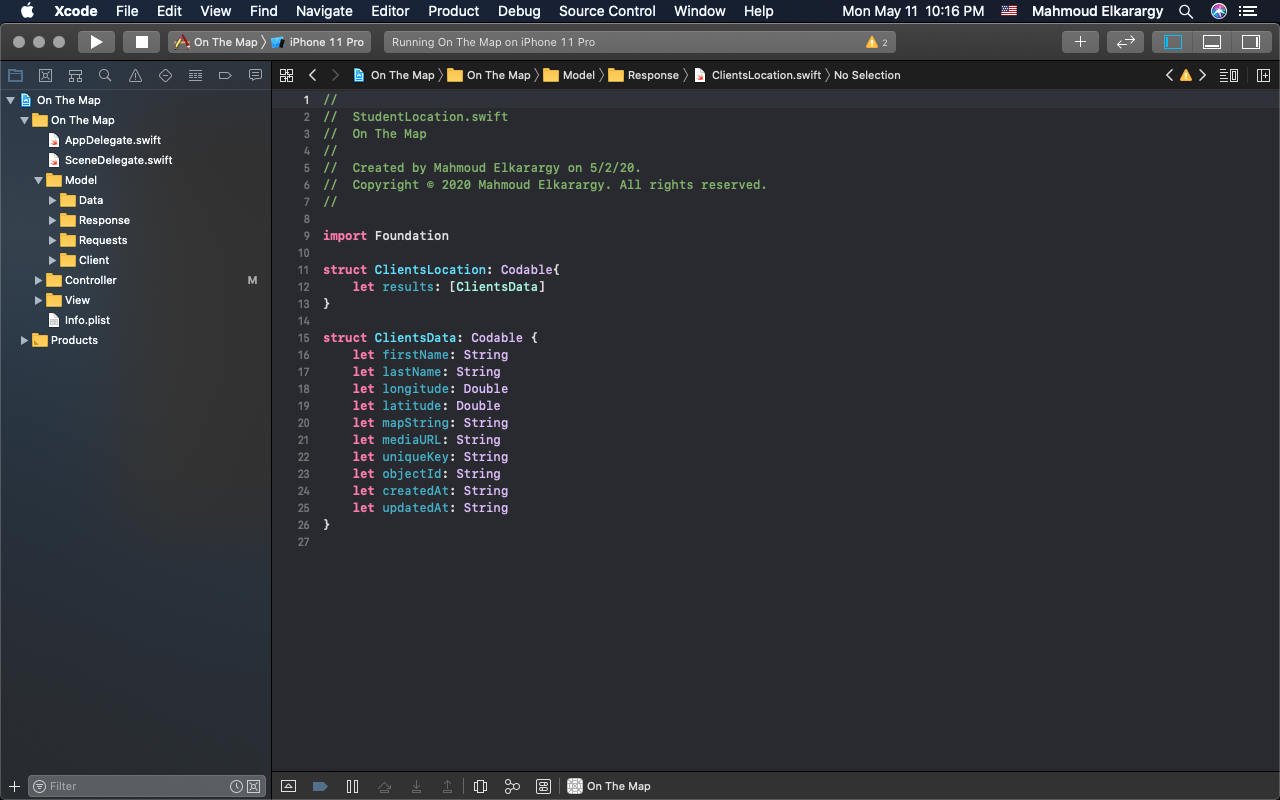 Xcode File Edit View Find Navigate Editor Product Debug Source Control Window Help Mon May 11 10:16 PM Mahmoud Elkarargy
On The Map iPhone 11 Pro Running On The Map on iPhone 11 Pro 2
On The Map On The Map Model Response ClientsLocation.swift No Selection
On The Map
On The Map
AppDelegate.swift
SceneDelegate.swift
Model
Data
Response
Requests
Client
Controller M
View
Info.plist
Products
Filter
1 //
2 //  StudentLocation.swift
3 //  On The Map
4 //
5 //  Created by Mahmoud Elkarargy on 5/2/20.
6 //  Copyright © 2020 Mahmoud Elkarargy. All rights reserved.
7 //
8
9 import Foundation
10
11 struct ClientsLocation: Codable{
12     let results: [ClientsData]
13 }
14
15 struct ClientsData: Codable {
16     let firstName: String
17     let lastName: String
18     let longitude: Double
19     let latitude: Double
20     let mapString: String
21     let mediaURL: String
22     let uniqueKey: String
23     let objectId: String
24     let createdAt: String
25     let updatedAt: String
26 }
27
On The Map